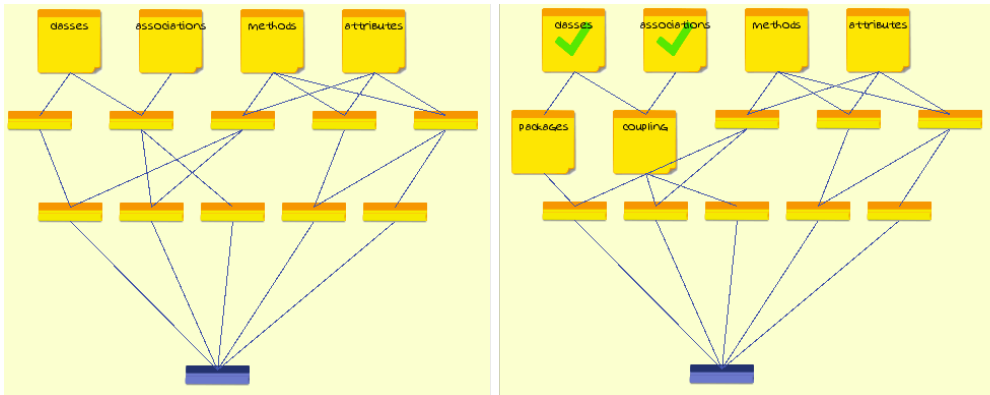 classes
associations
methods
attributes
classes
associations
methods
attributes
packages
coupling